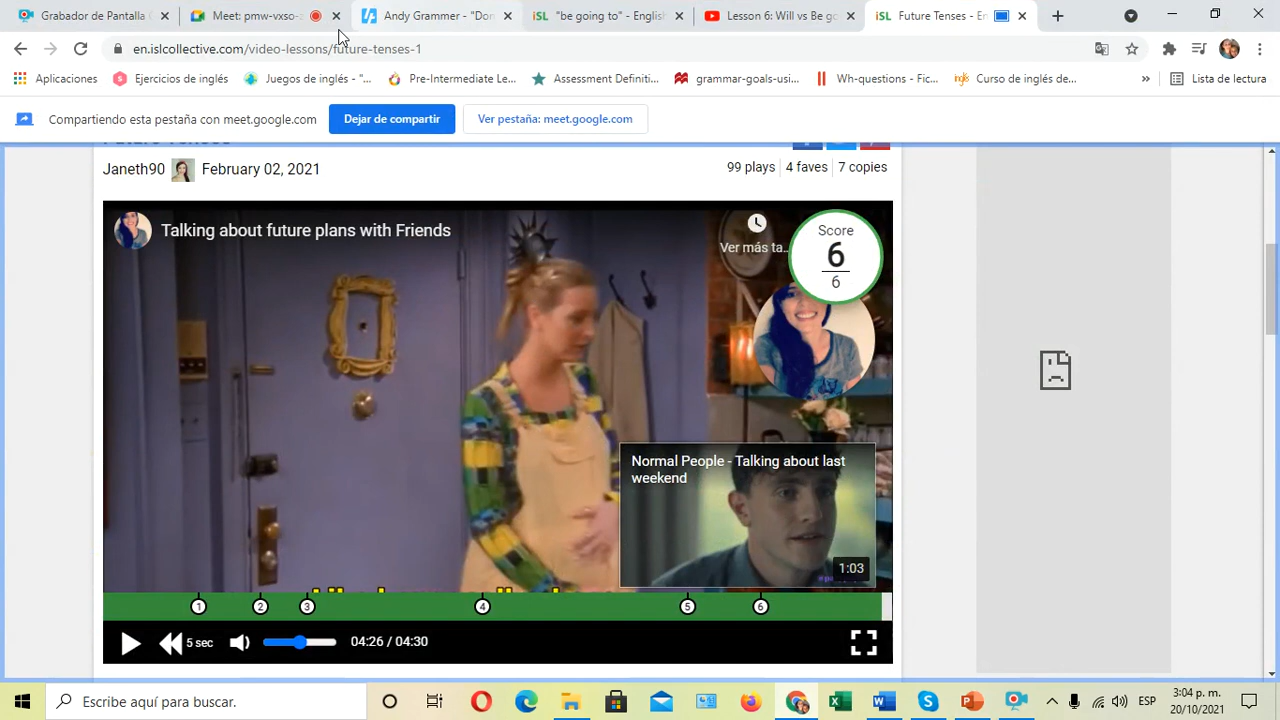 Grabador de Pantalla G
Meet: pmw-vxso-
Andy Grammer - "Don
iSL "be going to" - English
Lesson 6: Will vs Be go
iSL Future Tenses - En
en.islcollective.com/video-lessons/future-tenses-1
Aplicaciones
Ejercicios de inglés
Juegos de inglés - "...
Pre-Intermediate Le...
Assessment Definiti...
grammar-goals-usi...
Wh-questions - Fic...
inglés Curso de inglés de...
»
Lista de lectura
Compartiendo esta pestaña con meet.google.com
Dejar de compartir
Ver pestaña: meet.google.com
Future Tenses
Janeth90
February 02, 2021
99 plays
4 faves
7 copies
Talking about future plans with Friends
Ver más ta...
Score
6
6
Normal People - Talking about last
weekend
1:03
1
2
3
4
5
6
5 sec
04:26 / 04:30
Escribe aquí para buscar.
ESP
3:04 p. m.
20/10/2021